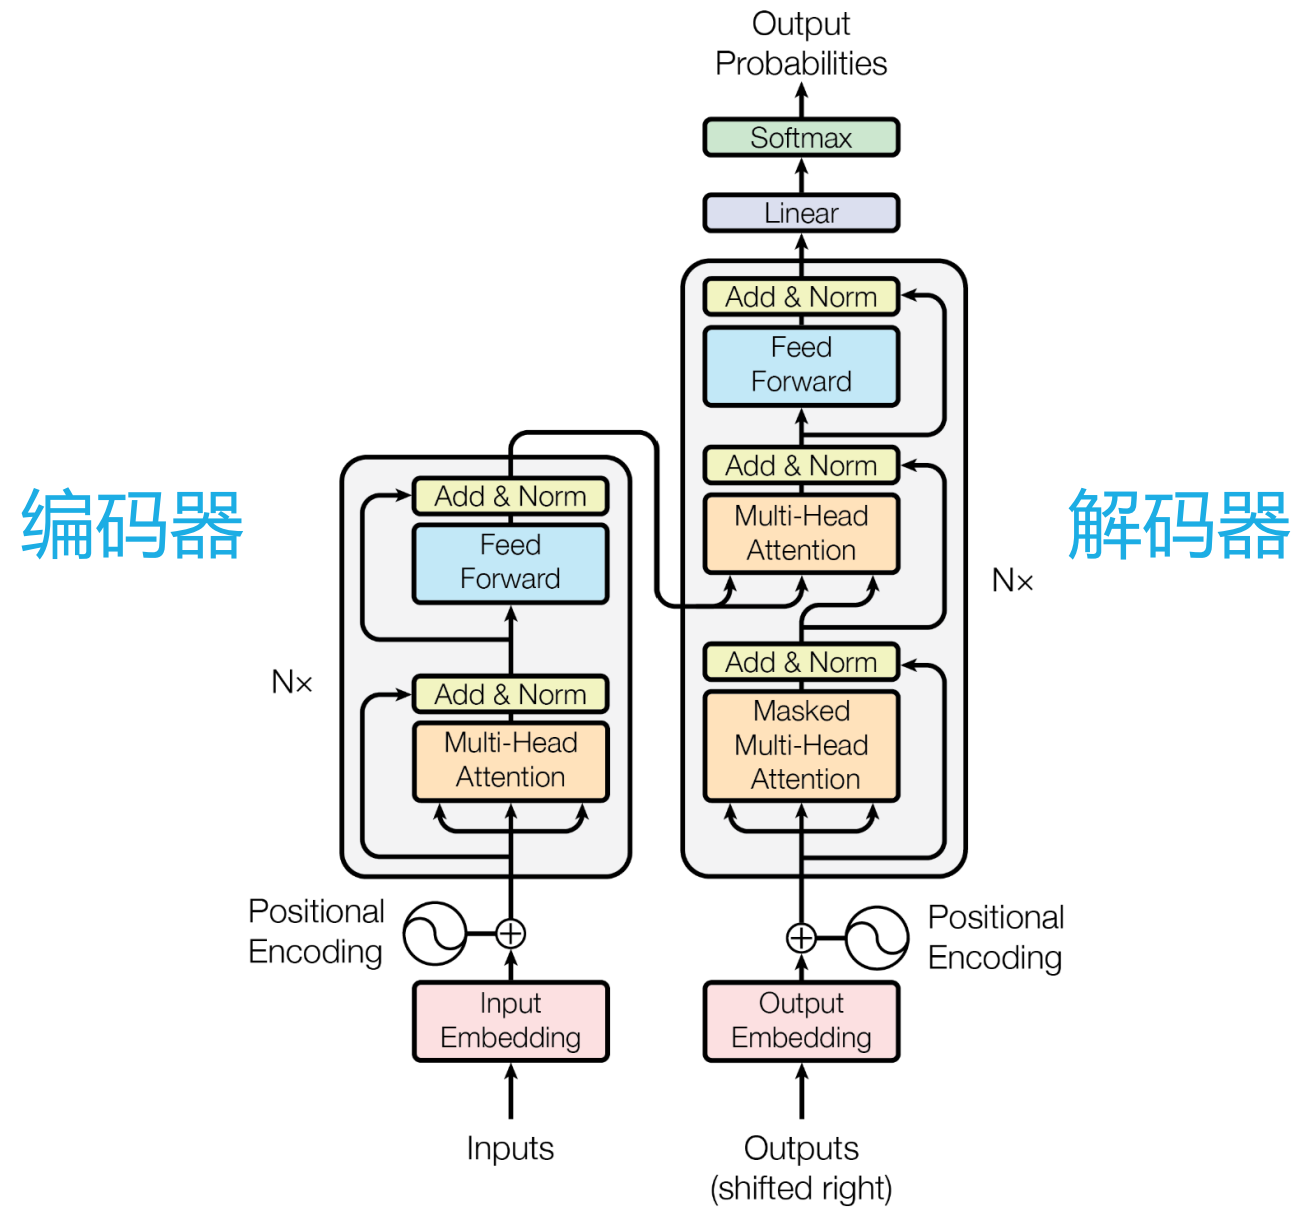 Output
Probabilities
Softmax
Linear
Add & Norm
Feed
Forward
Add & Norm
Multi-Head
Attention
Add & Norm
Masked
Multi-Head
Attention
N×
解码器
编码器
Add & Norm
Feed
Forward
Add & Norm
Multi-Head
Attention
N×
Positional
Encoding
Input
Embedding
Inputs
Positional
Encoding
Output
Embedding
Outputs
(shifted right)